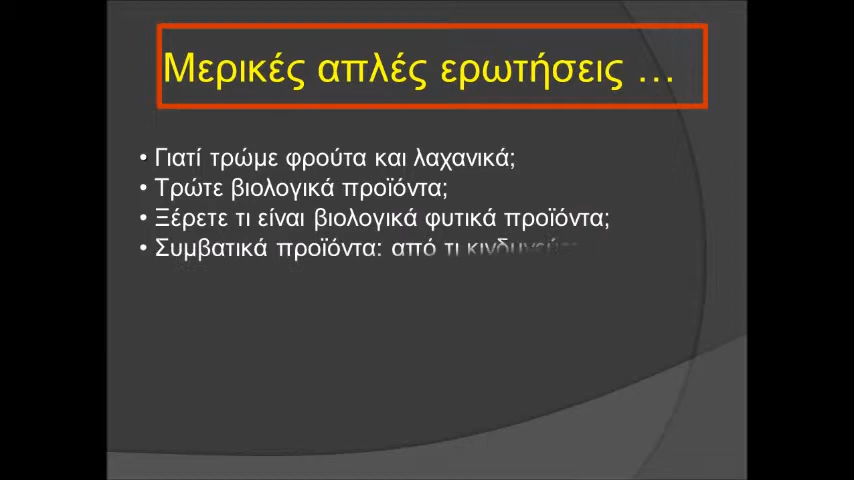 Μερικές απλές ερωτήσεις ...
• Γιατί τρώμε φρούτα και λαχανικά;
• Τρώτε βιολογικά προϊόντα;
• Ξέρετε τι είναι βιολογικά φυτικά προϊόντα;
• Συμβατικά προϊόντα: από τι